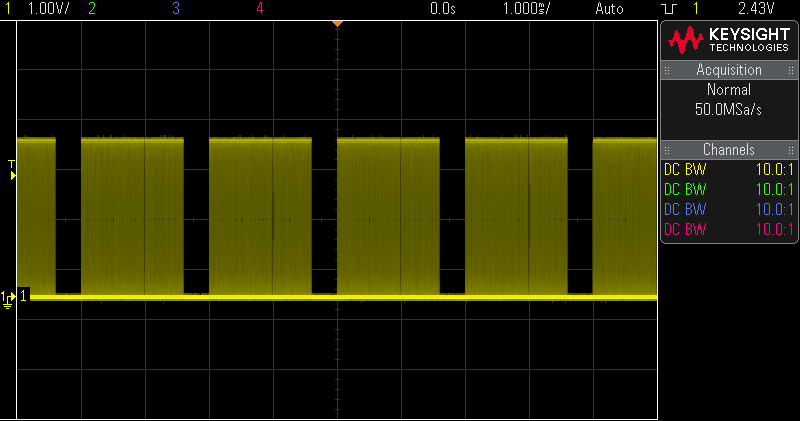 1 1.00V/ 2 3 4 0.0s 1.000ms/ Auto 1 2.43V
KEYSIGHT
TECHNOLOGIES
Acquisition
Normal
50.0MSa/s
Channels
DC BW 10.0:1
DC BW 10.0:1
DC BW 10.0:1
DC BW 10.0:1
T
1 1